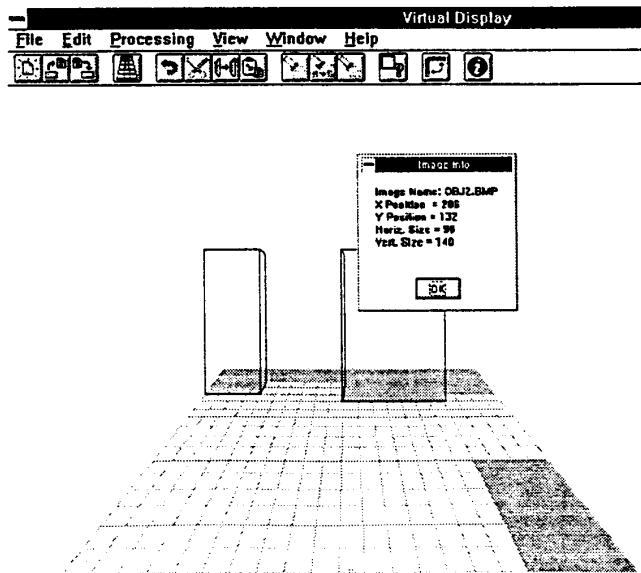 Virtual Display
File Edit Processing View Window Help
Image Info
Image Name: OBJ2.BMP
X Position = 206
Y Position = 132
Horiz. Size = 96
Vert. Size = 140
OK